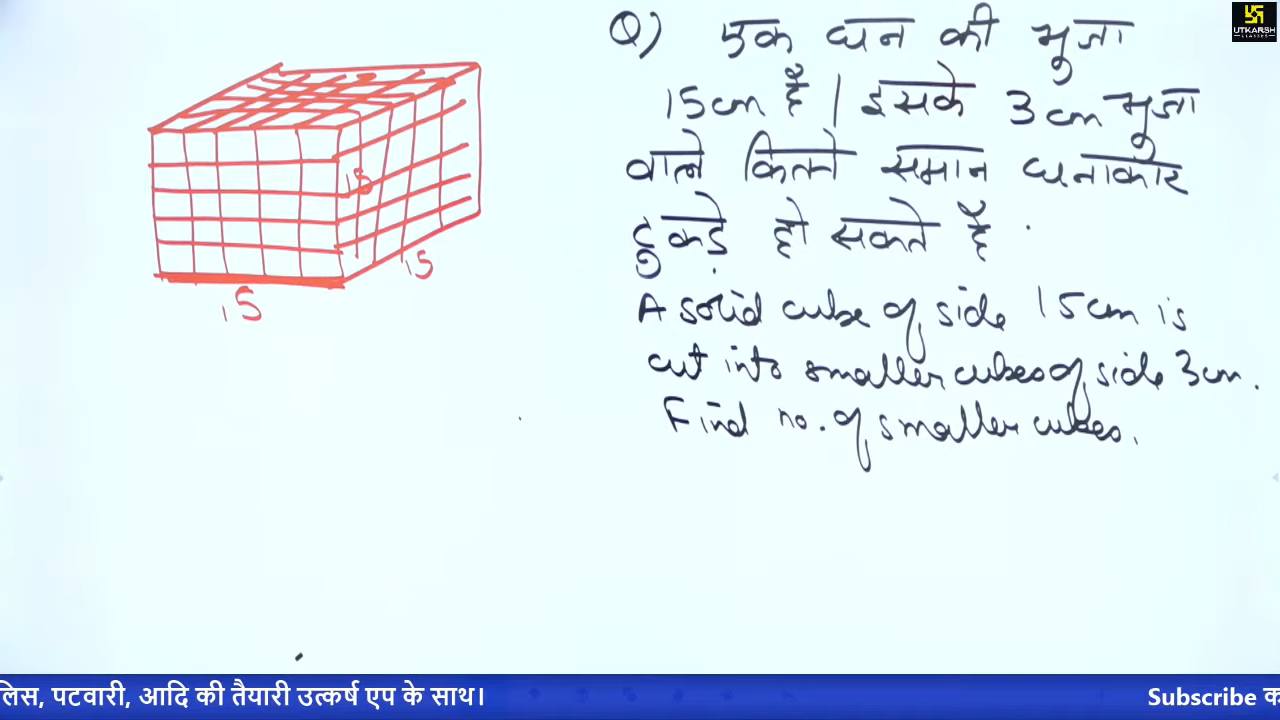 UTKARSH
CLASSES
Q) एक घन की भुजा
15cm है | इसके 3cm भुजा
वाले कितने समान घनाकार
टुकड़े हो सकते है
A solid cube of side 15cm is
cut into smaller cubes of side 3cm.
Find no. of smaller cubes.
15
15
15
लिस, पटवारी, आदि की तैयारी उत्कर्ष एप के साथ।
Subscribe क